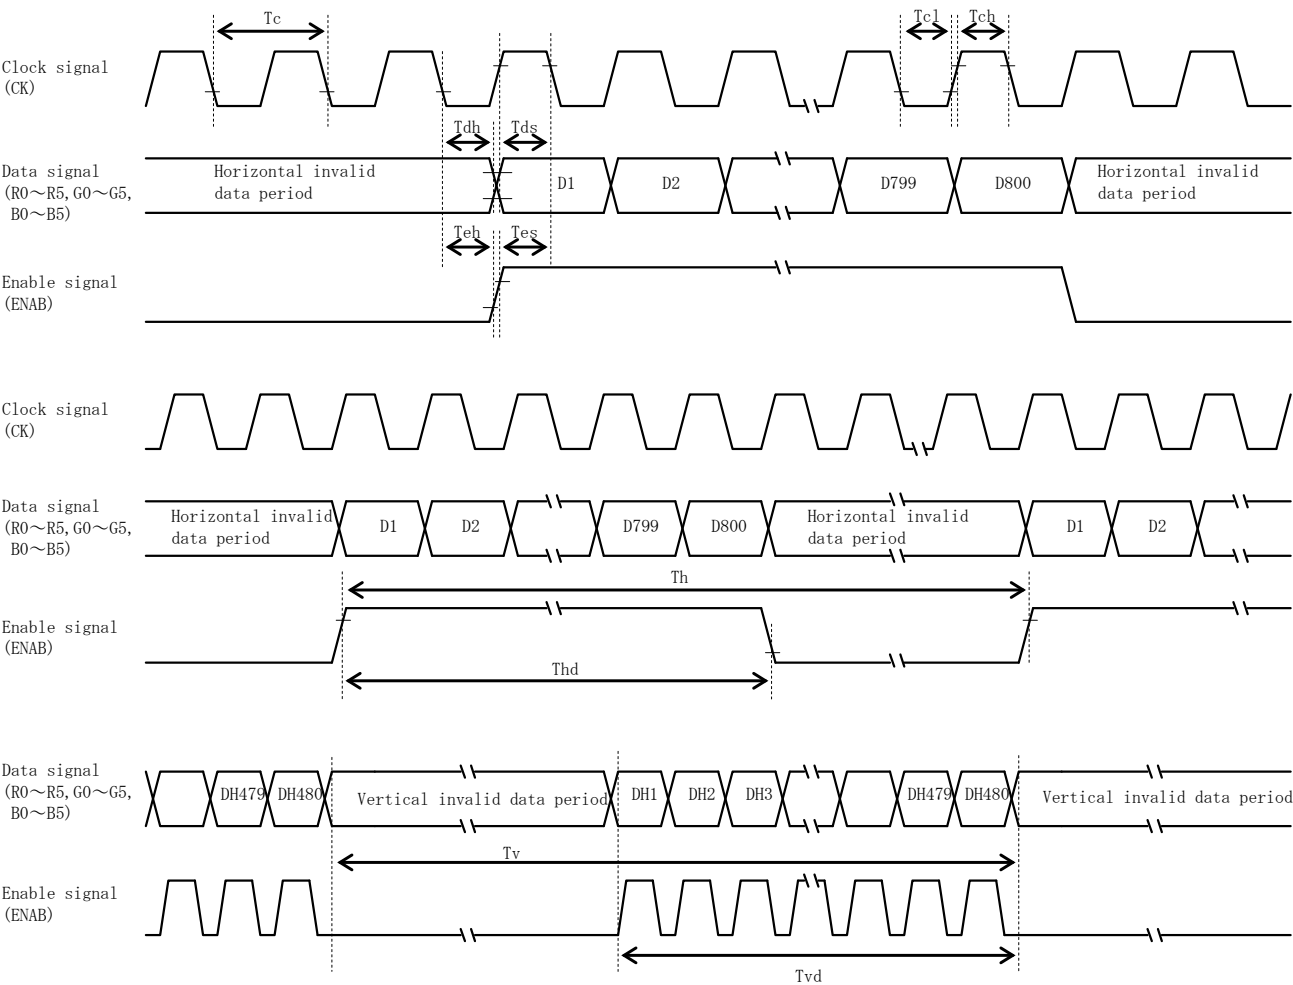 Tc
Tcl
Tch
Clock signal
(CK)
Tdh
Tds
Data signal
(R0～R5,G0～G5,
B0～B5)
Horizontal invalid
data period
D1
D2
D799
D800
Horizontal invalid
data period
Teh
Tes
Enable signal
(ENAB)
Clock signal
(CK)
Data signal
(R0～R5,G0～G5,
B0～B5)
Horizontal invalid
data period
D1
D2
D799
D800
Horizontal invalid
data period
D1
D2
Th
Enable signal
(ENAB)
Thd
Data signal
(R0～R5,G0～G5,
B0～B5)
DH479
DH480
Vertical invalid data period
DH1
DH2
DH3
DH479
DH480
Vertical invalid data period
Tv
Enable signal
(ENAB)
Tvd